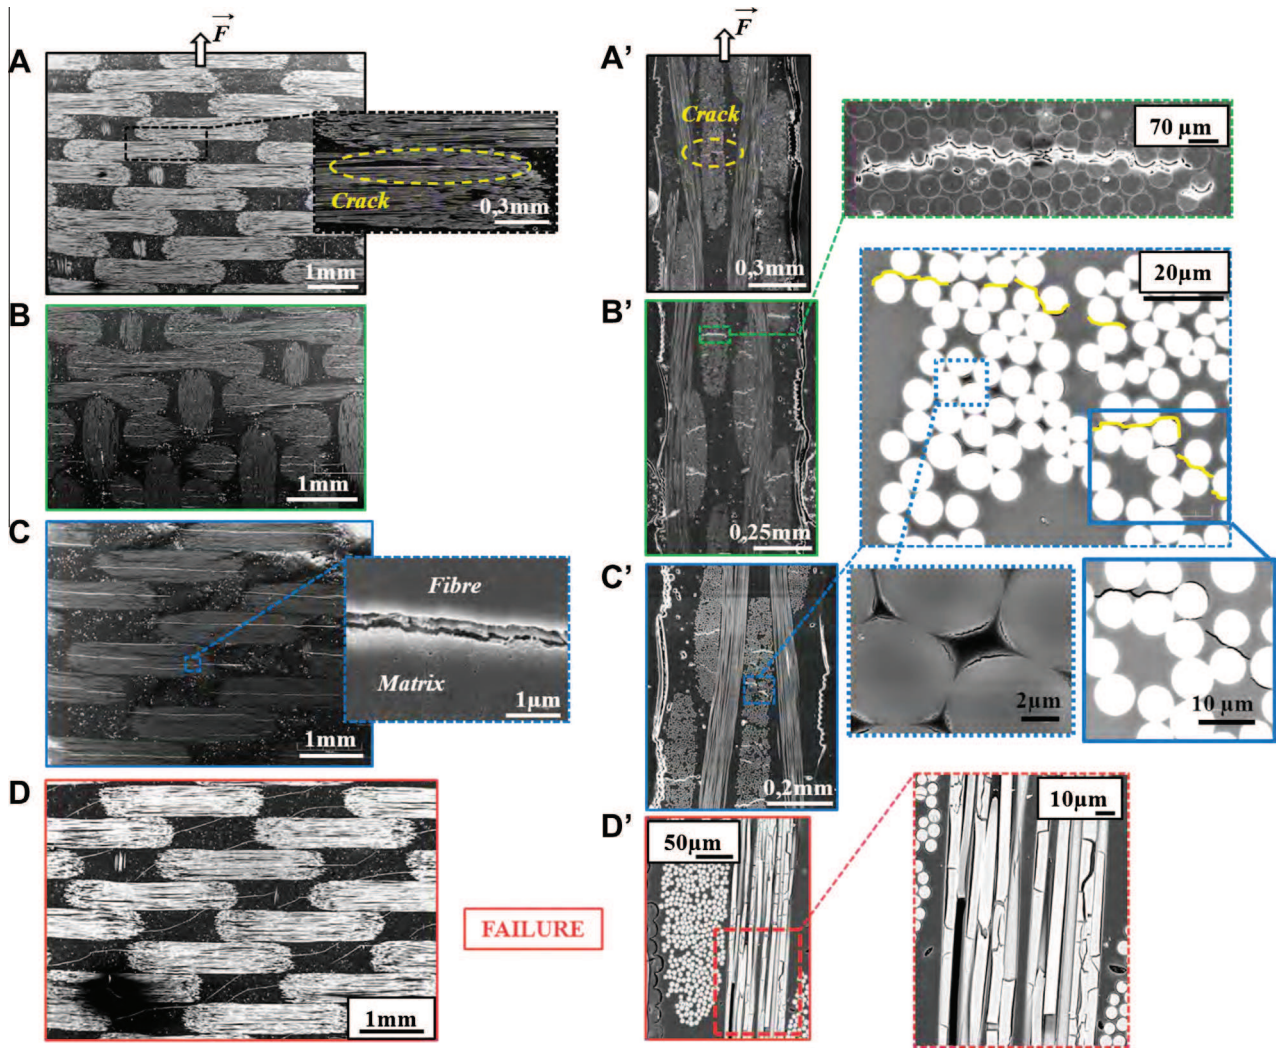 F
A
Crack
0,3mm
1mm
B
1mm
C
Fibre
Matrix
1µm
1mm
D
1mm
FAILURE
F
A’
Crack
0,3mm
70 µm
B’
0,25mm
20µm
C’
0,2mm
2µm
10 µm
D’
50µm
10µm